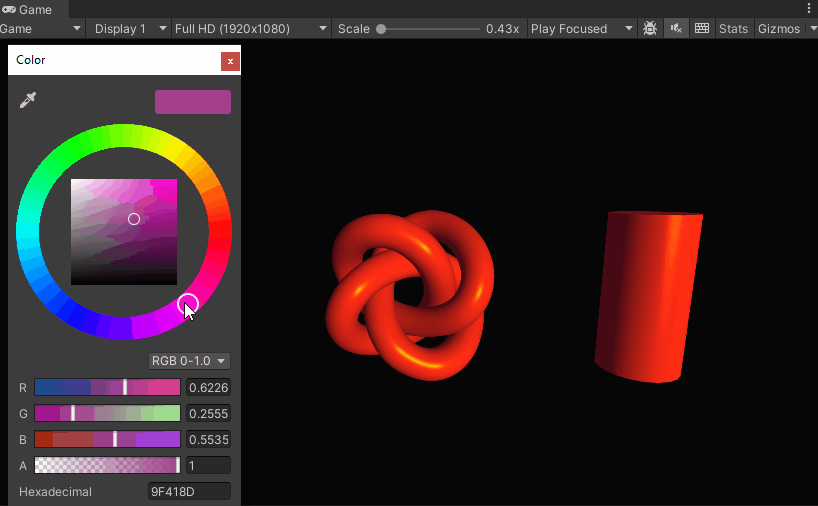 Game
Game Display 1 Full HD (1920x1080) Scale 0.43x Play Focused Stats Gizmos
Color x
RGB 0-1.0
R 0.6226
G 0.2555
B 0.5535
A 1
Hexadecimal 9F418D